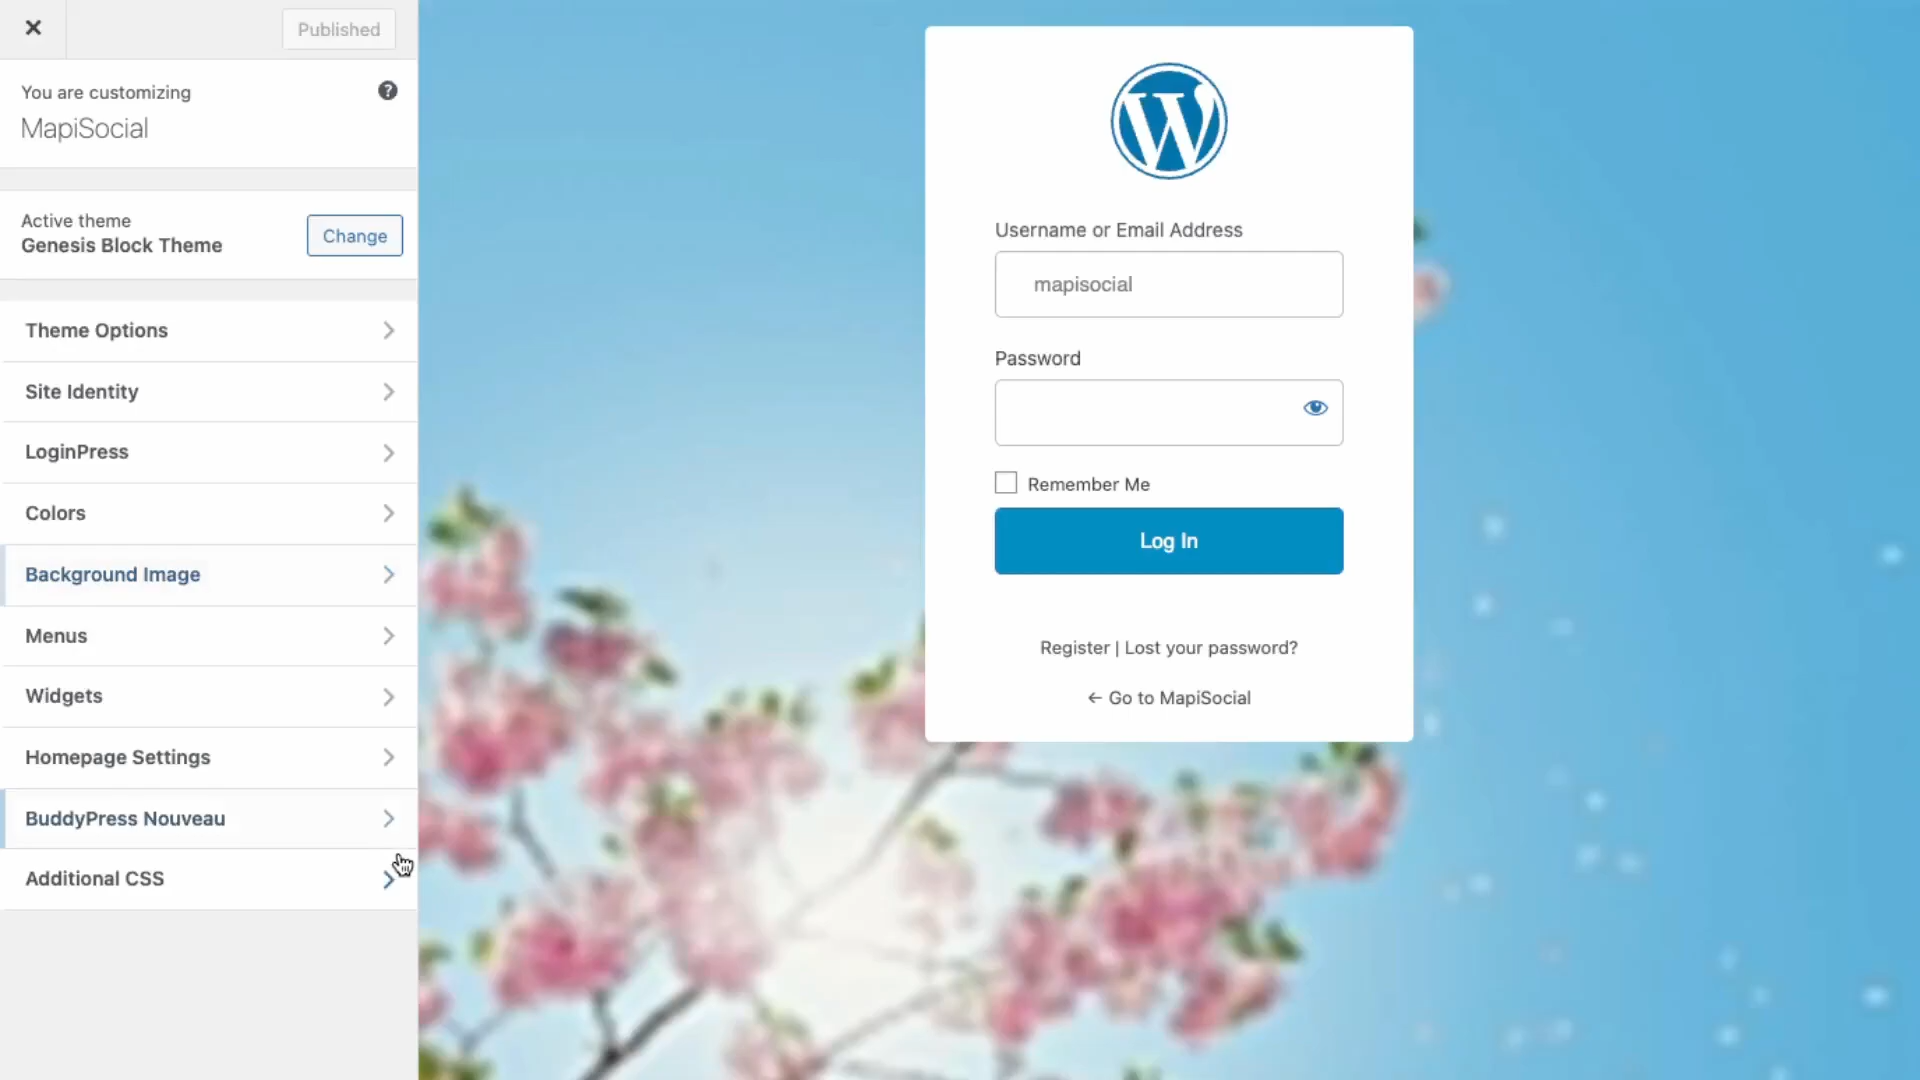 Published
You are customizing
MapiSocial
Active theme
Genesis Block Theme
Change
Theme Options
Site Identity
LoginPress
Colors
Background Image
Menus
Widgets
Homepage Settings
BuddyPress Nouveau
Additional CSS
Username or Email Address
mapisocial
Password
Remember Me
Log In
Register | Lost your password?
← Go to MapiSocial